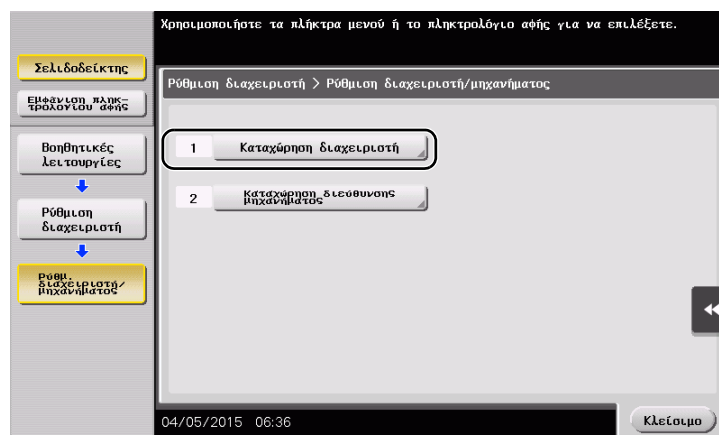 Χρησιμοποιήστε τα πλήκτρα μενού ή το πληκτρολόγιο αφής για να επιλέξετε.
Σελιδοδείκτης
Εμφάνιση πληκ-
τρολογίου αφής
Βοηθητικές
λειτουργίες
Ρύθμιση
διαχειριστή
Ρύθμ.
διαχειριστή/
μηχανήματος
Ρύθμιση διαχειριστή > Ρύθμιση διαχειριστή/μηχανήματος
1 Καταχώρηση διαχειριστή
2 Καταχώρηση διεύθυνσης
μηχανήματος
04/05/2015 06:36
Κλείσιμο